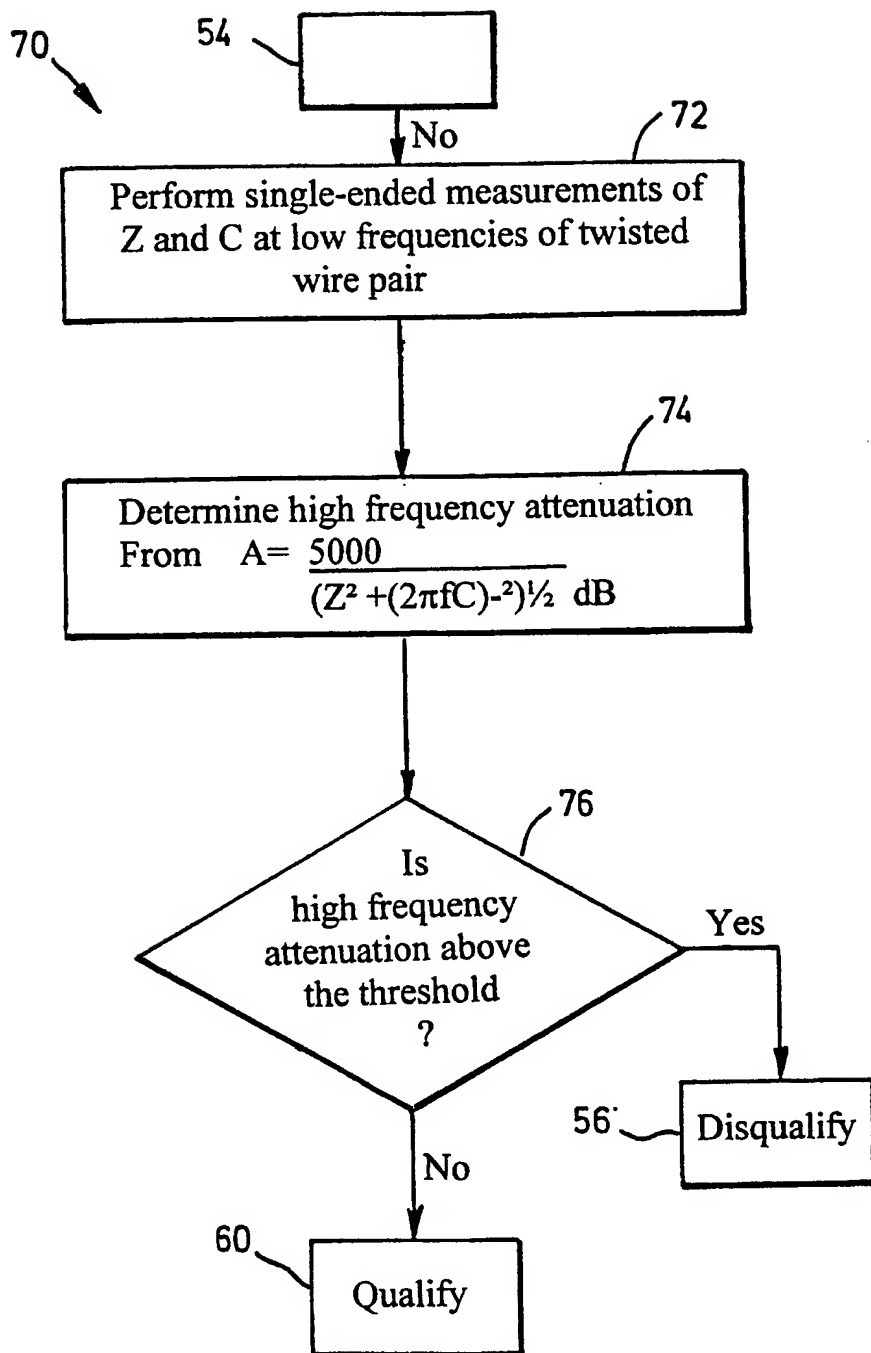 70
54
No
72
Perform single-ended measurements of
Z and C at low frequencies of twisted
wire pair
74
Determine high frequency attenuation
From A= 5000
(Z² +(2πfC)-²)½ dB
76
Is
high frequency
attenuation above
the threshold
?
Yes
No
56
Disqualify
60
Qualify